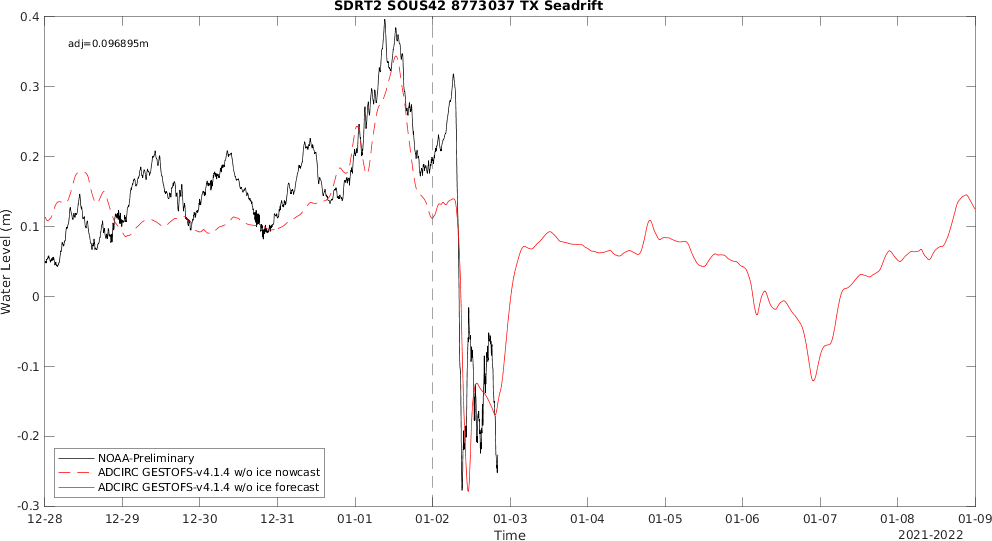 SDRT2 SOUS42 8773037 TX Seadrift
adj=0.096895m
0.4
0.3
0.2
0.1
0
-0.1
-0.2
-0.3
Water Level (m)
NOAA-Preliminary
ADCIRC GESTOFS-v4.1.4 w/o ice nowcast
ADCIRC GESTOFS-v4.1.4 w/o ice forecast
12-28 12-29 12-30 12-31 01-01 01-02 01-03 01-04 01-05 01-06 01-07 01-08 01-09
Time
2021-2022